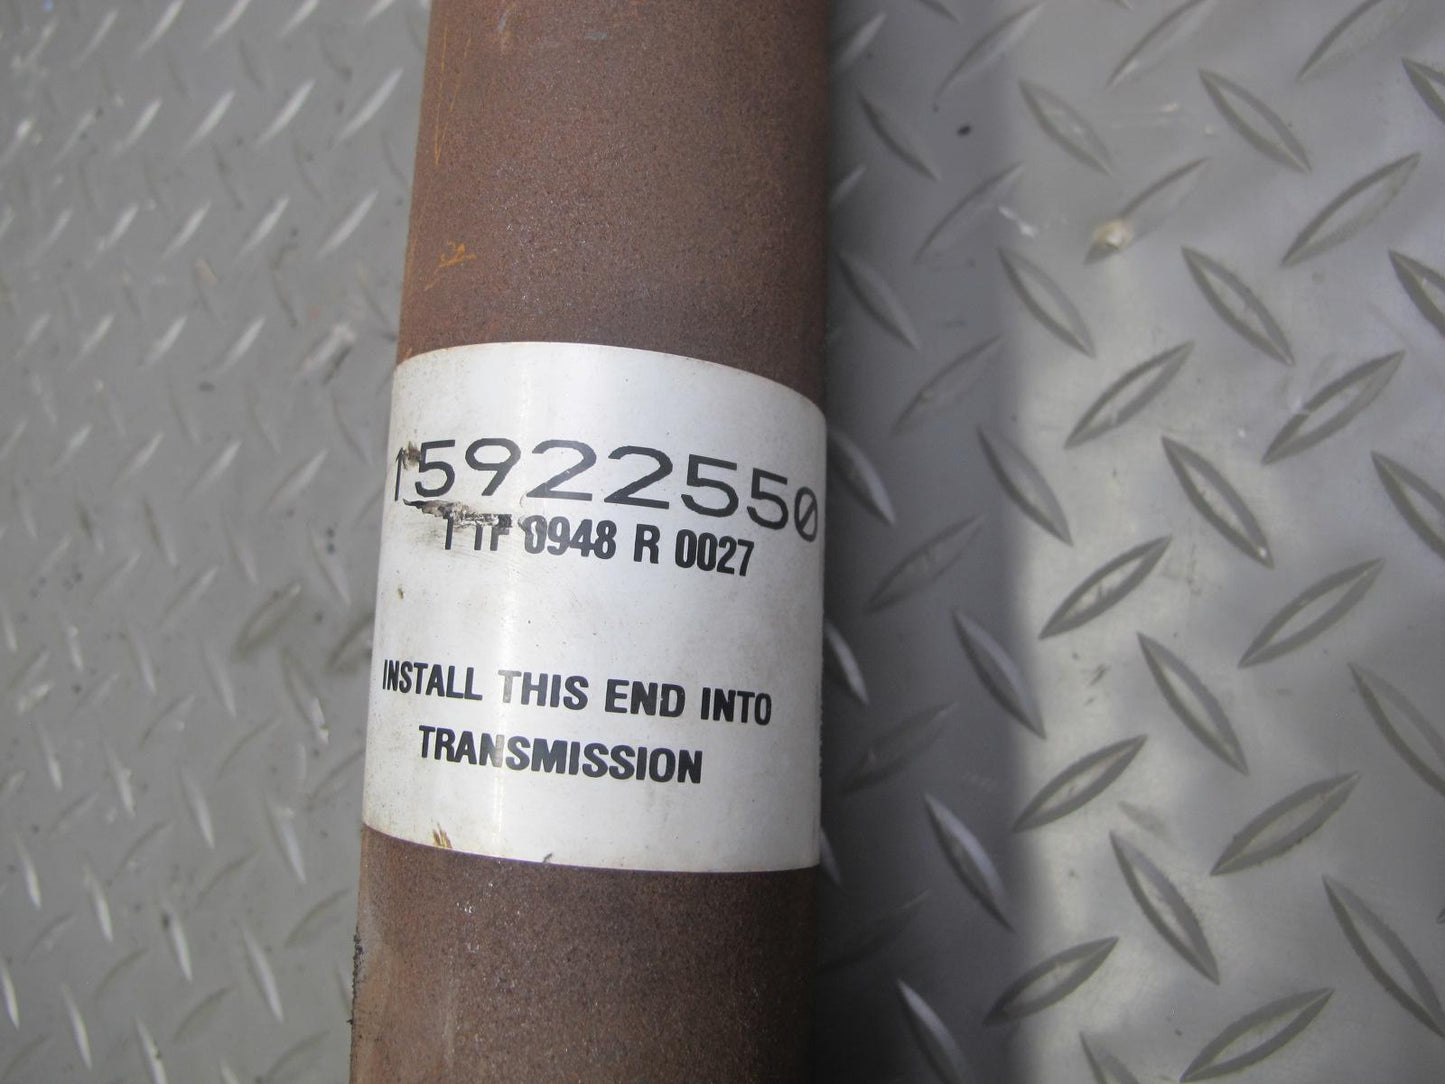 15922550
0948 R 0027
INSTALL THIS END INTO
TRANSMISSION